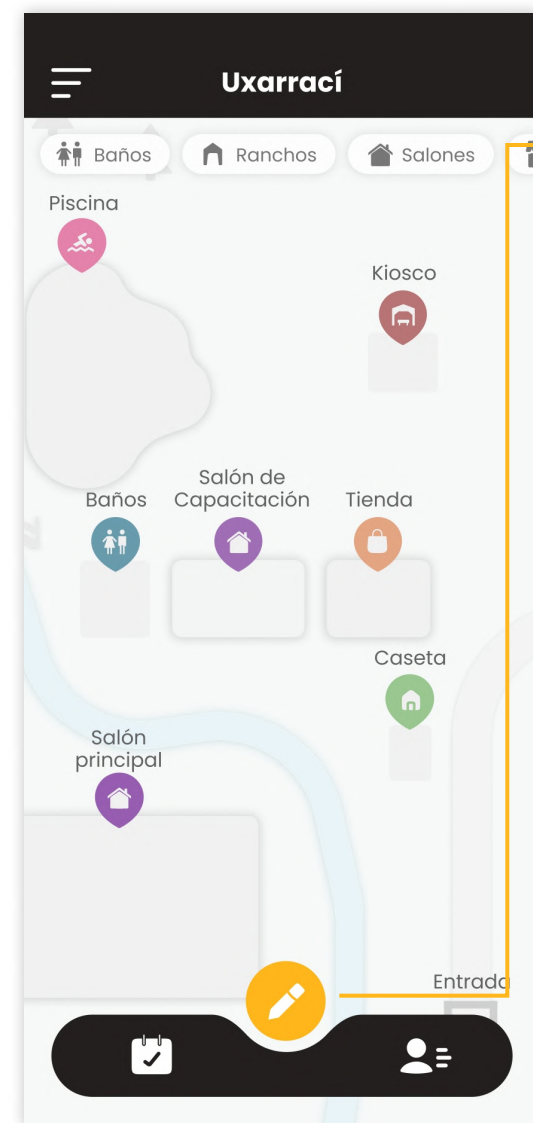 Uxarrací
Baños
Ranchos
Salones
Piscina
Kiosco
Salón de
Capacitación
Baños
Tienda
Caseta
Salón
principal
Entrada